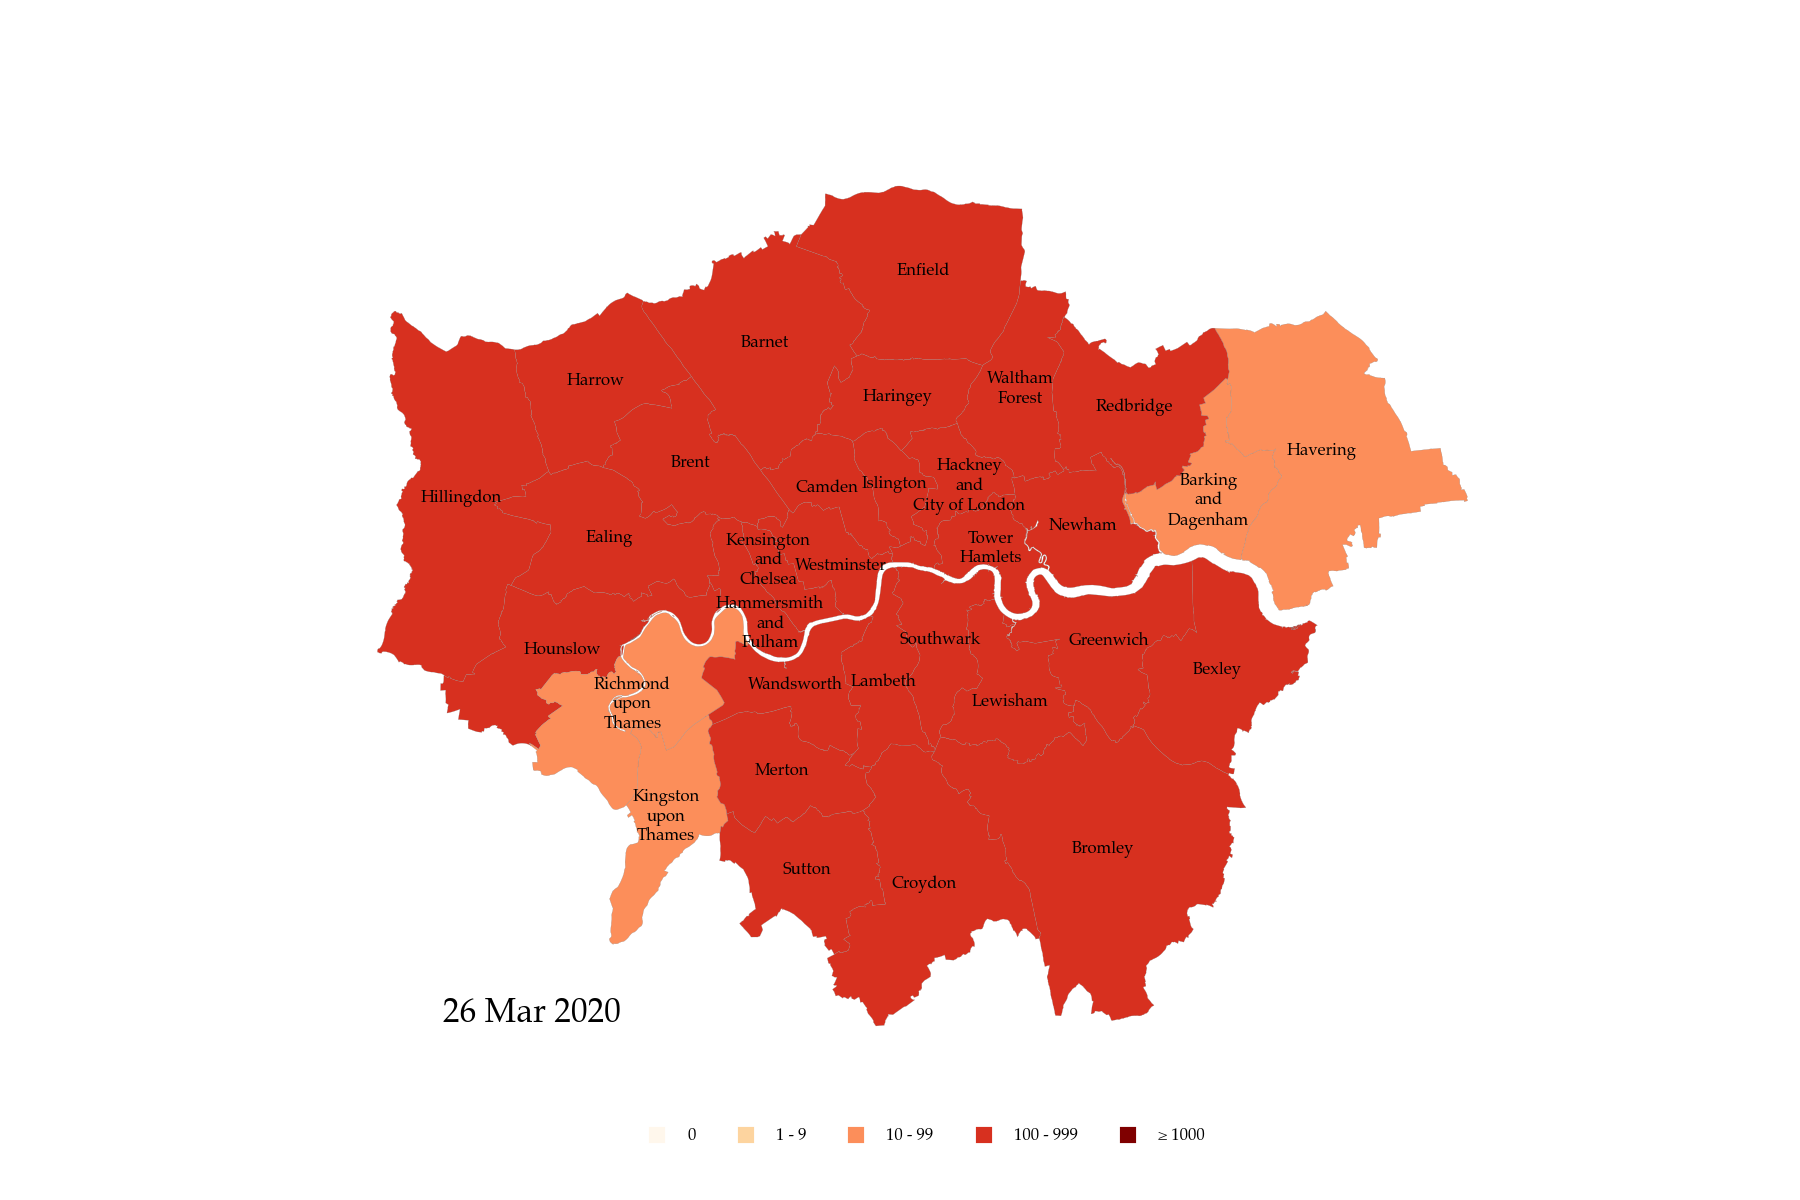 Enfield
Barnet
Harrow
Haringey
Waltham
Forest
Redbridge
Havering
Brent
Hillingdon
Camden
Islington
Hackney
and
City of London
Barking
and
Dagenham
Ealing
Kensington
and
Chelsea
Westminster
Tower
Hamlets
Newham
Hammersmith
and
Fulham
Hounslow
Richmond
upon
Thames
Wandsworth
Lambeth
Southwark
Lewisham
Greenwich
Bexley
Merton
Kingston
upon
Thames
Sutton
Croydon
Bromley
26 Mar 2020
0 1 - 9 10 - 99 100 - 999 ≥ 1000